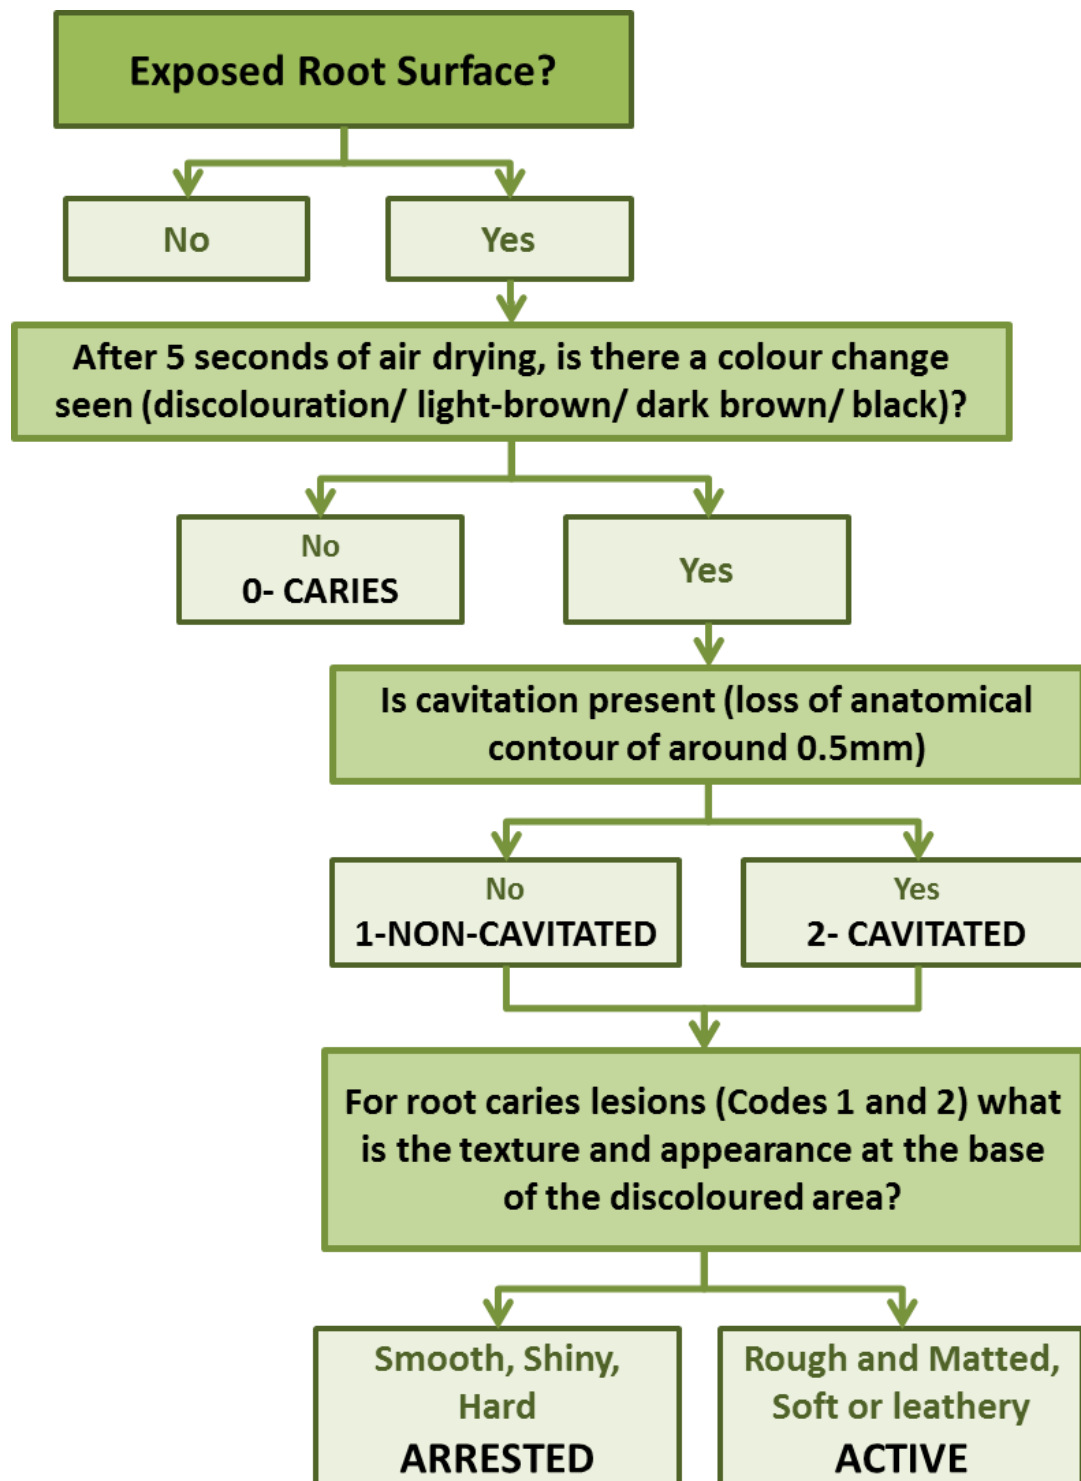 Exposed Root Surface?
No
Yes
After 5 seconds of air drying, is there a colour change
seen (discolouration/ light-brown/ dark brown/ black)?
No
0- CARIES
Yes
Is cavitation present (loss of anatomical
contour of around 0.5mm)
No
1-NON-CAVITATED
Yes
2- CAVITATED
For root caries lesions (Codes 1 and 2) what
is the texture and appearance at the base
of the discoloured area?
Smooth, Shiny,
Hard
ARRESTED
Rough and Matted,
Soft or leathery
ACTIVE